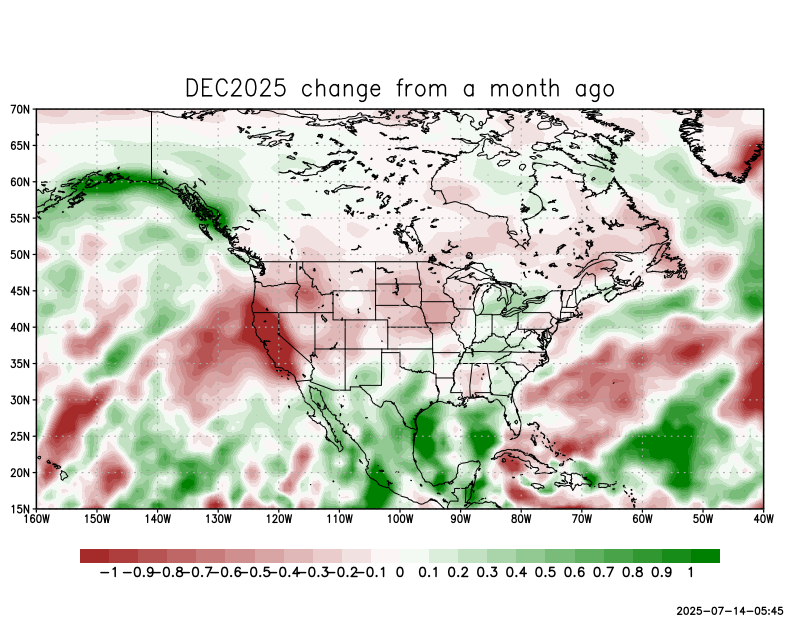 DEC2025 change from a month ago
70N
65N
60N
55N
50N
45N
40N
35N
30N
25N
20N
15N
160W 150W 140W 130W 120W 110W 100W 90W 80W 70W 60W 50W 40W
-1 -0.9 -0.8 -0.7 -0.6 -0.5 -0.4 -0.3 -0.2 -0.1 0 0.1 0.2 0.3 0.4 0.5 0.6 0.7 0.8 0.9 1
2025-07-14-05:45